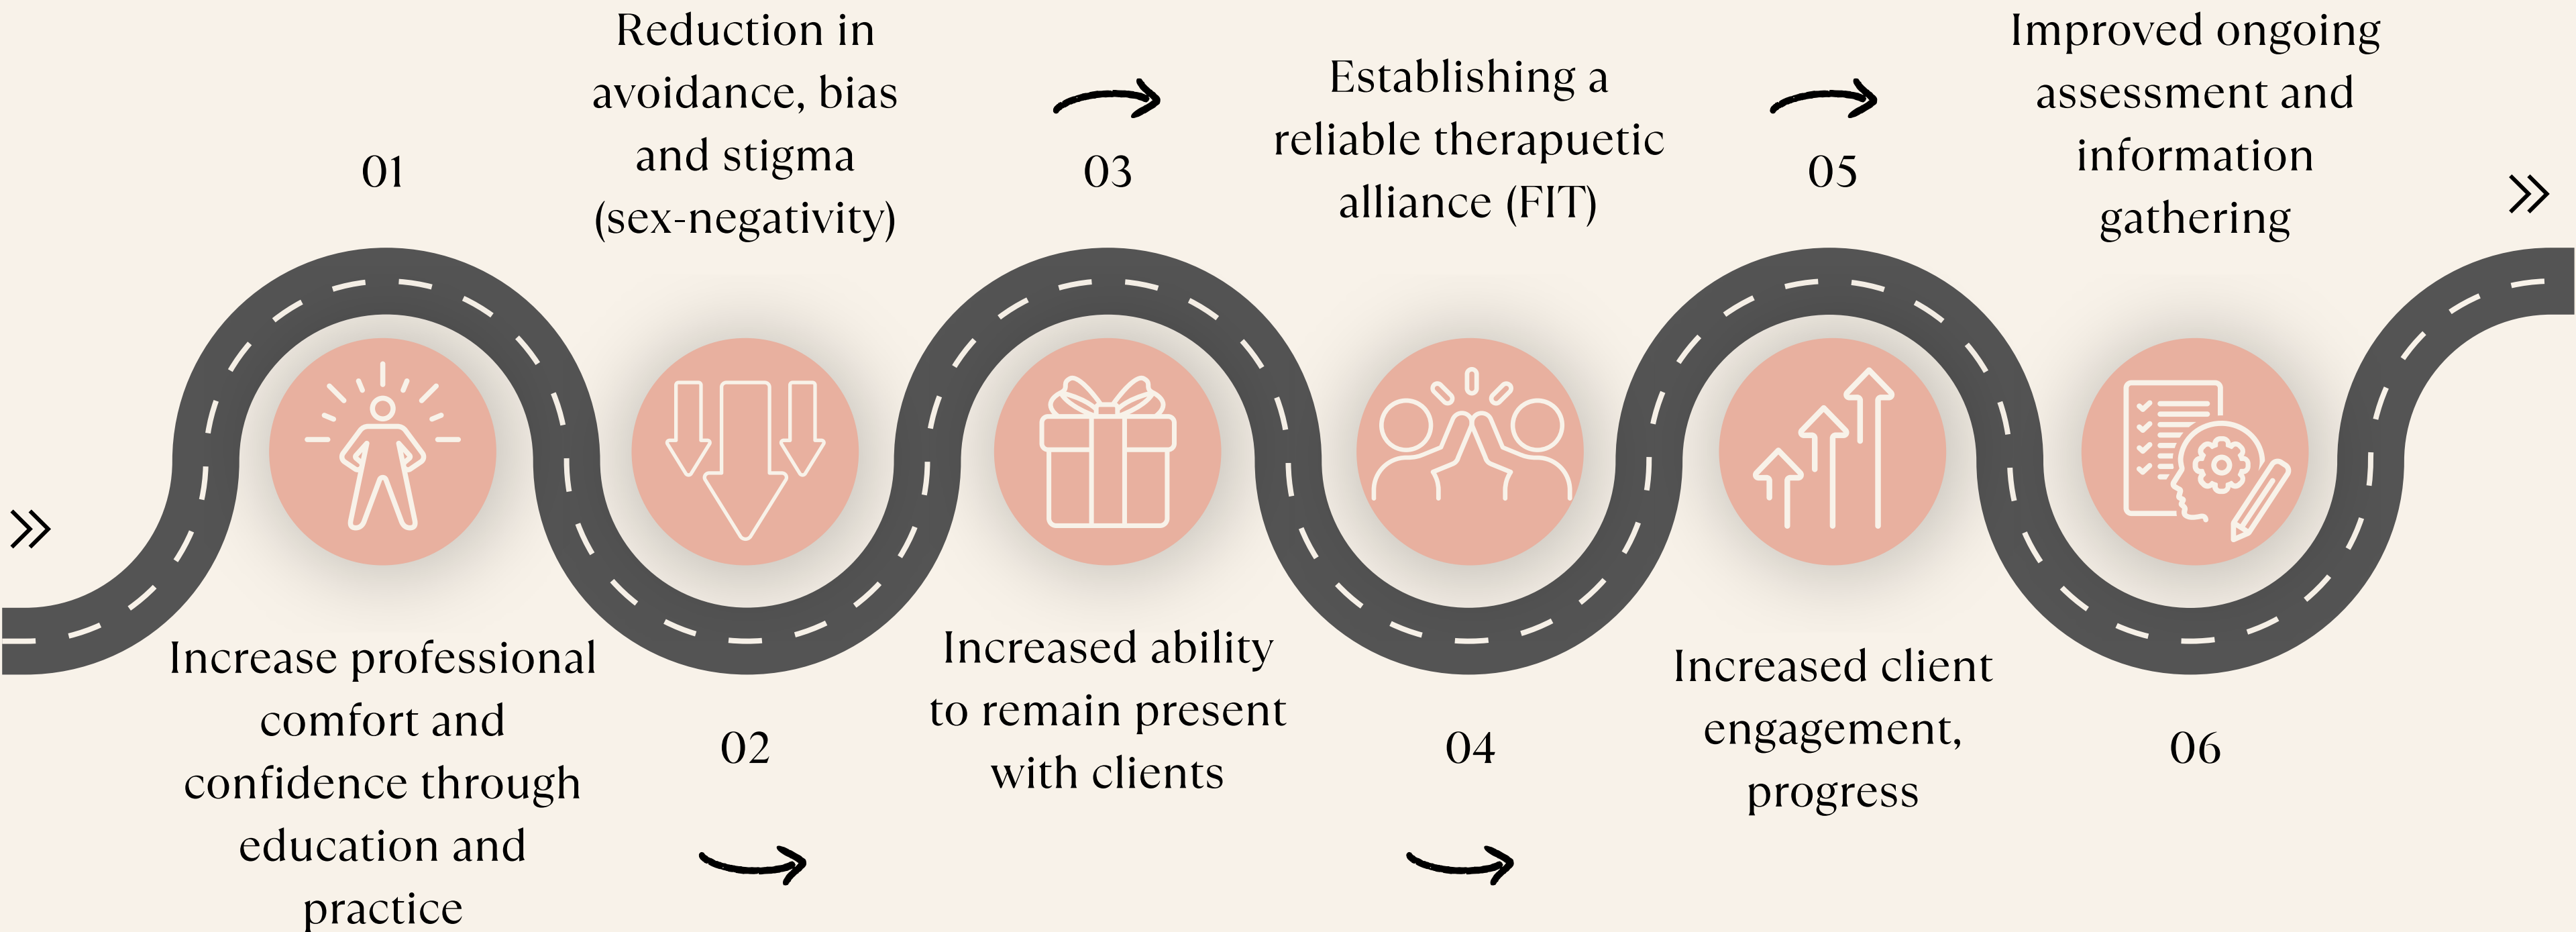 01
Increase professional
comfort and
confidence through
education and
practice
Reduction in
avoidance, bias
and stigma
(sex-negativity)
02
03
Increased ability
to remain present
with clients
Establishing a
reliable therapuetic
alliance (FIT)
04
05
Increased client
engagement,
progress
Improved ongoing
assessment and
information
gathering
06